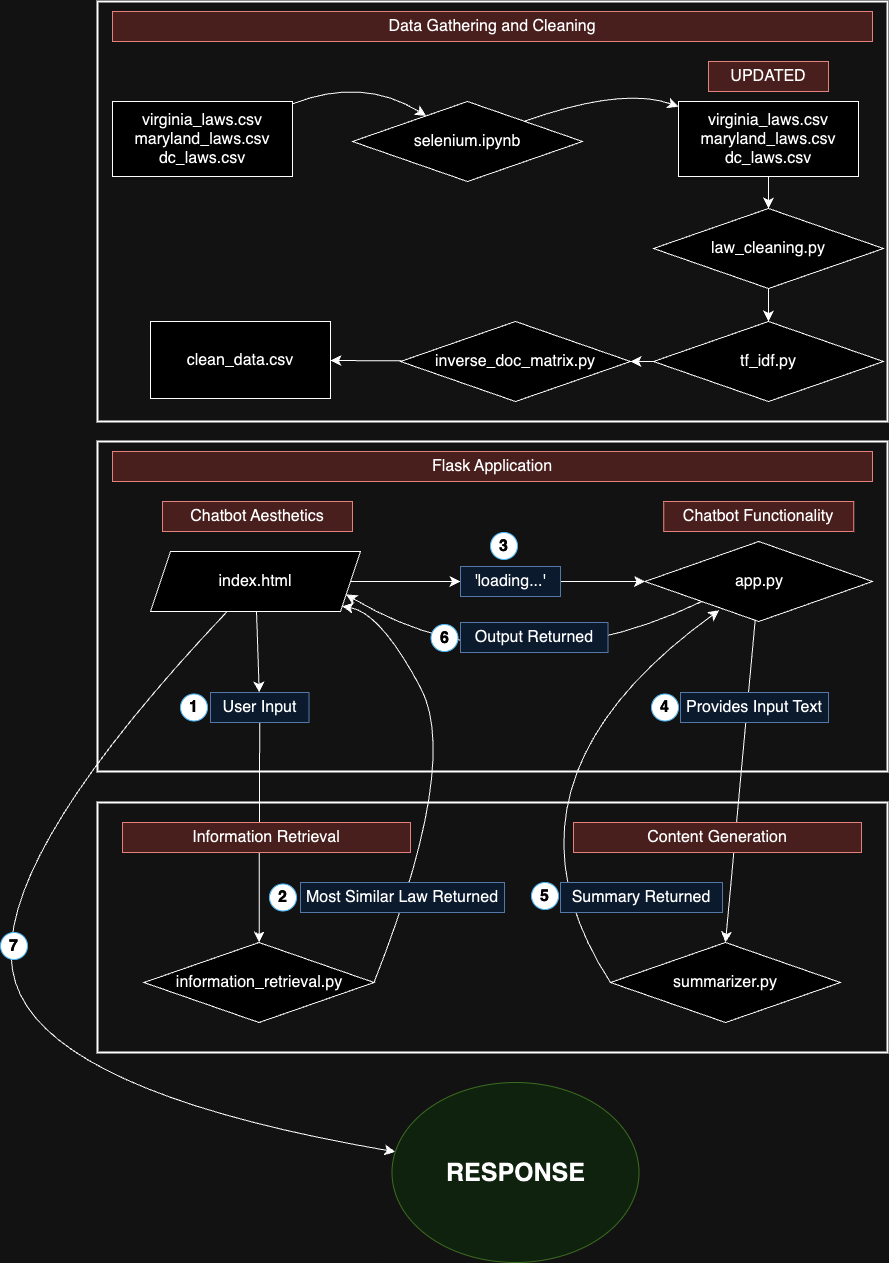 Data Gathering and Cleaning
UPDATED
virginia_laws.csv
maryland_laws.csv
dc_laws.csv
selenium.ipynb
virginia_laws.csv
maryland_laws.csv
dc_laws.csv
law_cleaning.py
clean_data.csv
inverse_doc_matrix.py
tf_idf.py
Flask Application
Chatbot Aesthetics
Chatbot Functionality
3
index.html
'loading...'
app.py
6
Output Returned
1
User Input
4
Provides Input Text
Information Retrieval
Content Generation
2
Most Similar Law Returned
5
Summary Returned
7
information_retrieval.py
summarizer.py
RESPONSE